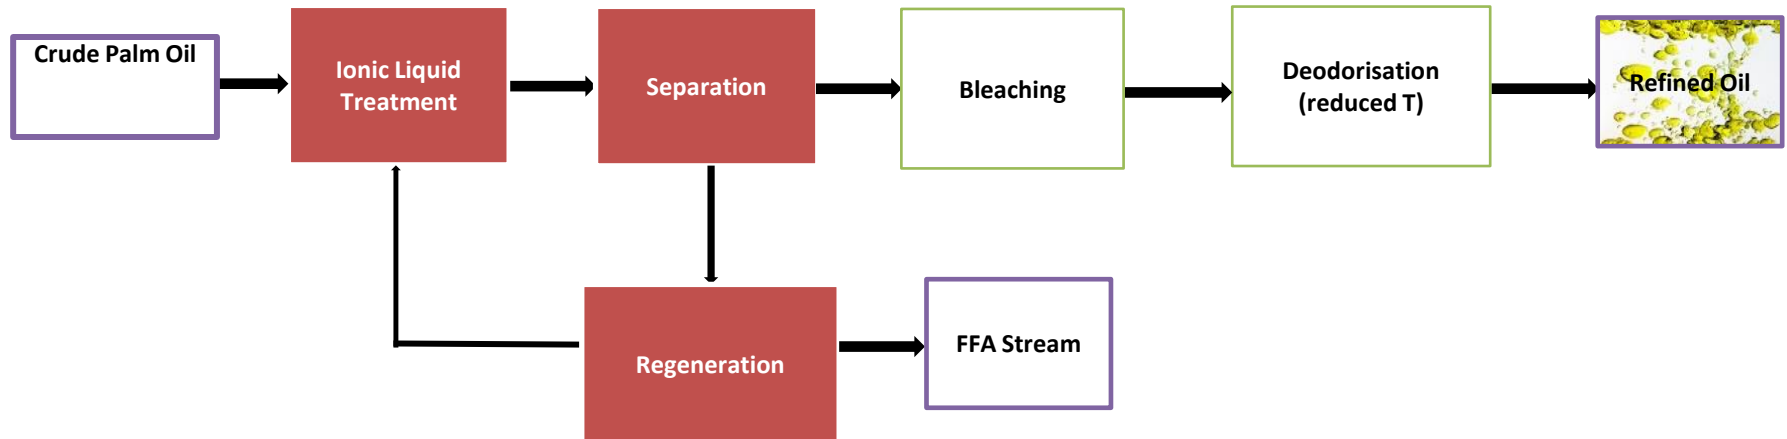 Crude Palm Oil
Ionic Liquid
Treatment
Separation
Bleaching
Deodorisation
(reduced T)
Refined Oil
Regeneration
FFA Stream